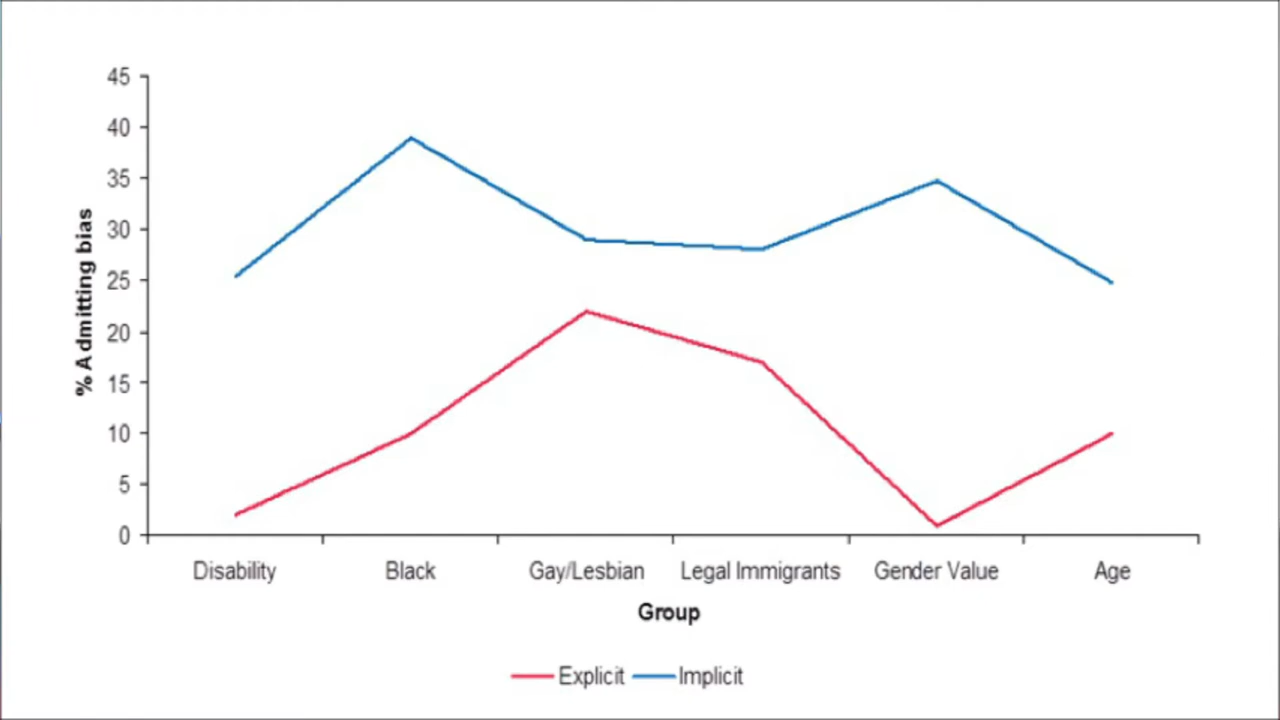 45
40
35
30
25
20
15
10
5
0
% Admitting bias
Disability Black Gay/Lesbian Legal Immigrants Gender Value Age
Group
Explicit Implicit